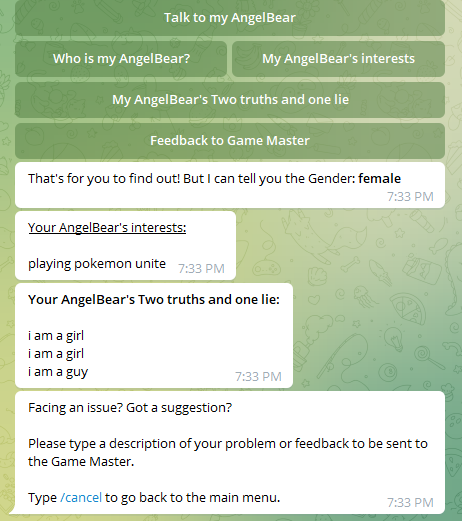 Talk to my AngelBear
Who is my AngelBear?
My AngelBear's interests
My AngelBear's Two truths and one lie
Feedback to Game Master
That's for you to find out! But I can tell you the Gender: female
7:33 PM
Your AngelBear's interests:
playing pokemon unite
7:33 PM
Your AngelBear's Two truths and one lie:
i am a girl
i am a girl
i am a guy
7:33 PM
Facing an issue? Got a suggestion?
Please type a description of your problem or feedback to be sent to
the Game Master.
Type /cancel to go back to the main menu.
7:33 PM